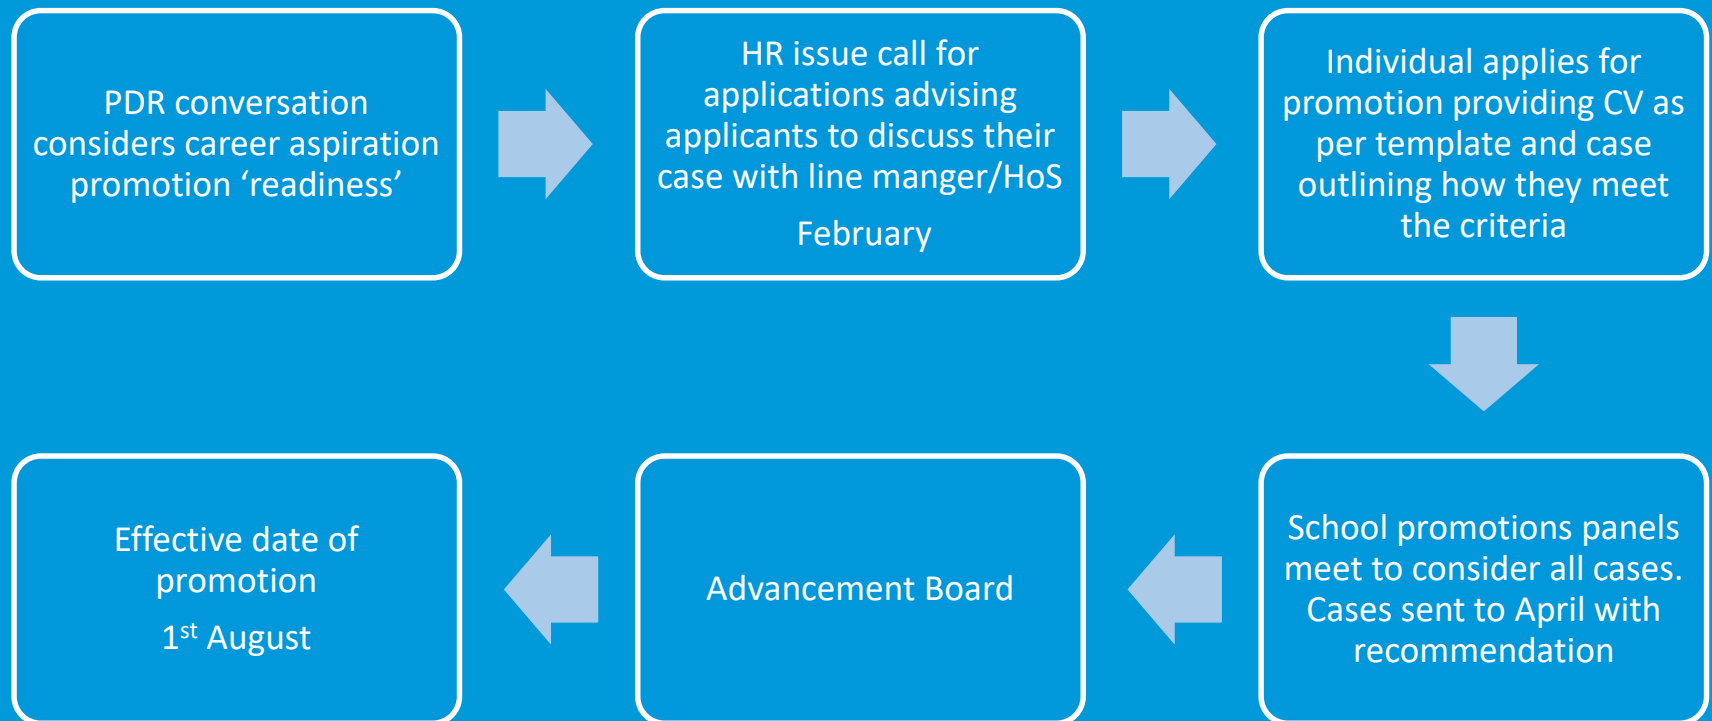 PDR conversation
considers career aspiration
promotion ‘readiness’
HR issue call for
applications advising
applicants to discuss their
case with line manger/HoS
February
Individual applies for
promotion providing CV as
per template and case
outlining how they meet
the criteria
School promotions panels
meet to consider all cases.
Cases sent to April with
recommendation
Advancement Board
Effective date of
promotion
1st August